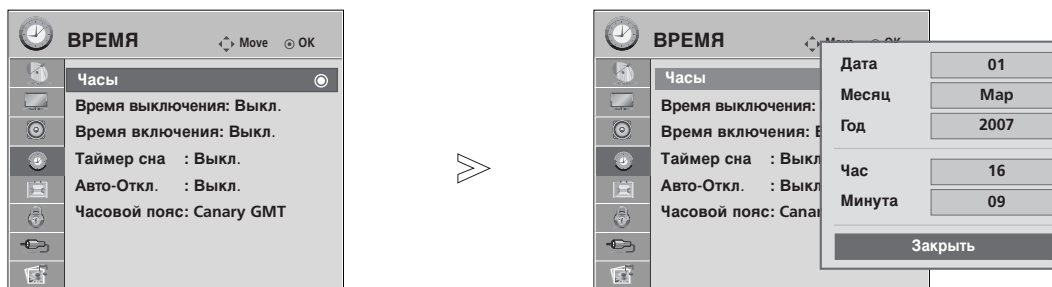 ВРЕМЯ Move OK
Часы
Время выключения: Выкл.
Время включения: Выкл.
Таймер сна : Выкл.
Авто-Откл. : Выкл.
Часовой пояс: Canary GMT
>
ВРЕМЯ
Часы
Время выключения:
Время включения:
Таймер сна : Выкл
Авто-Откл. : Выкл
Часовой пояс: Canar
Дата 01
Месяц Мар
Год 2007
Час 16
Минута 09
Закрыть